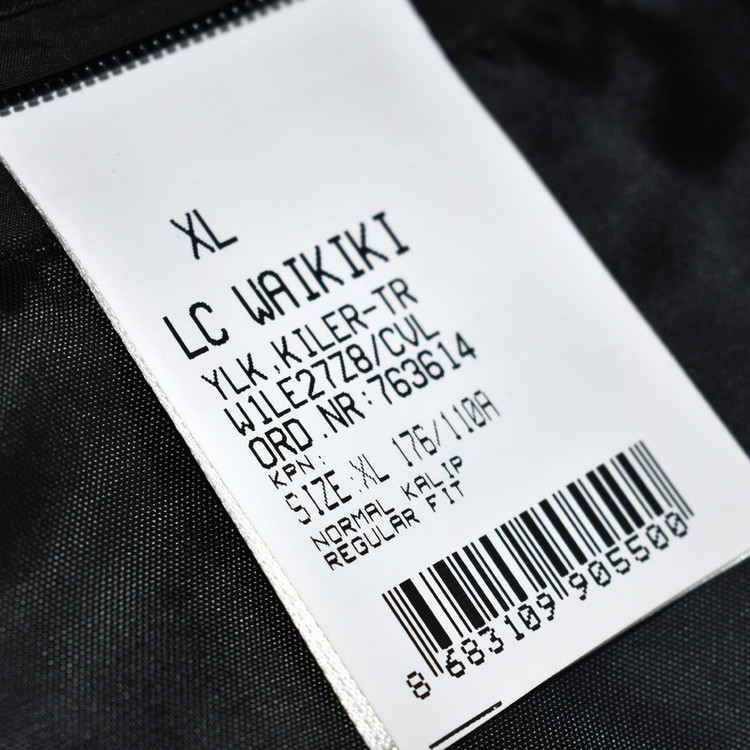 XL
LC WAIKIKI
YLK,KILER-TR
W1LE27Z8/CVL
ORD.NR:763614
KPN:
SIZE:XL 176/110A
NORMAL KALIP
REGULAR FIT
8 683109 905500